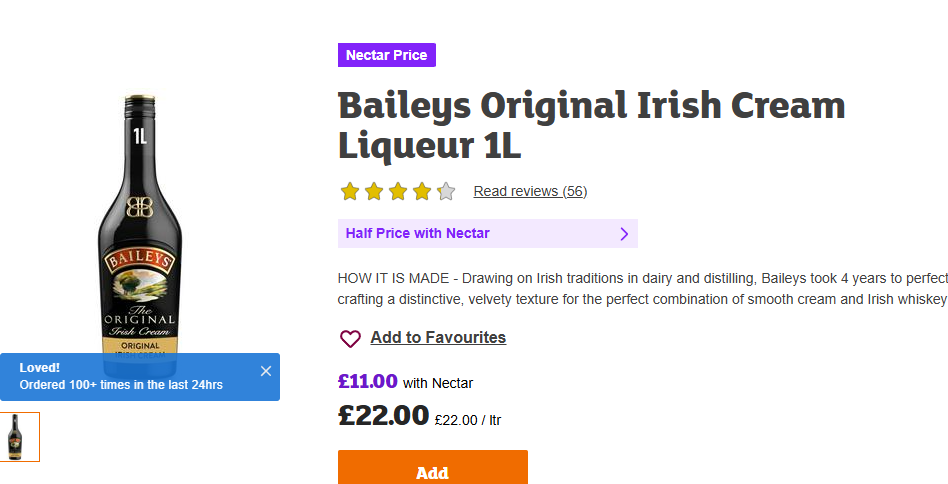 Nectar Price
Baileys Original Irish Cream
Liqueur 1L
Read reviews (56)
Half Price with Nectar
HOW IT IS MADE - Drawing on Irish traditions in dairy and distilling, Baileys took 4 years to perfect
crafting a distinctive, velvety texture for the perfect combination of smooth cream and Irish whiskey
Add to Favourites
£11.00 with Nectar
£22.00 £22.00 / ltr
Add
1L
BAILEYS
The
ORIGINAL
Irish Cream
ORIGINAL
IRISH CREAM
Loved!
Ordered 100+ times in the last 24hrs